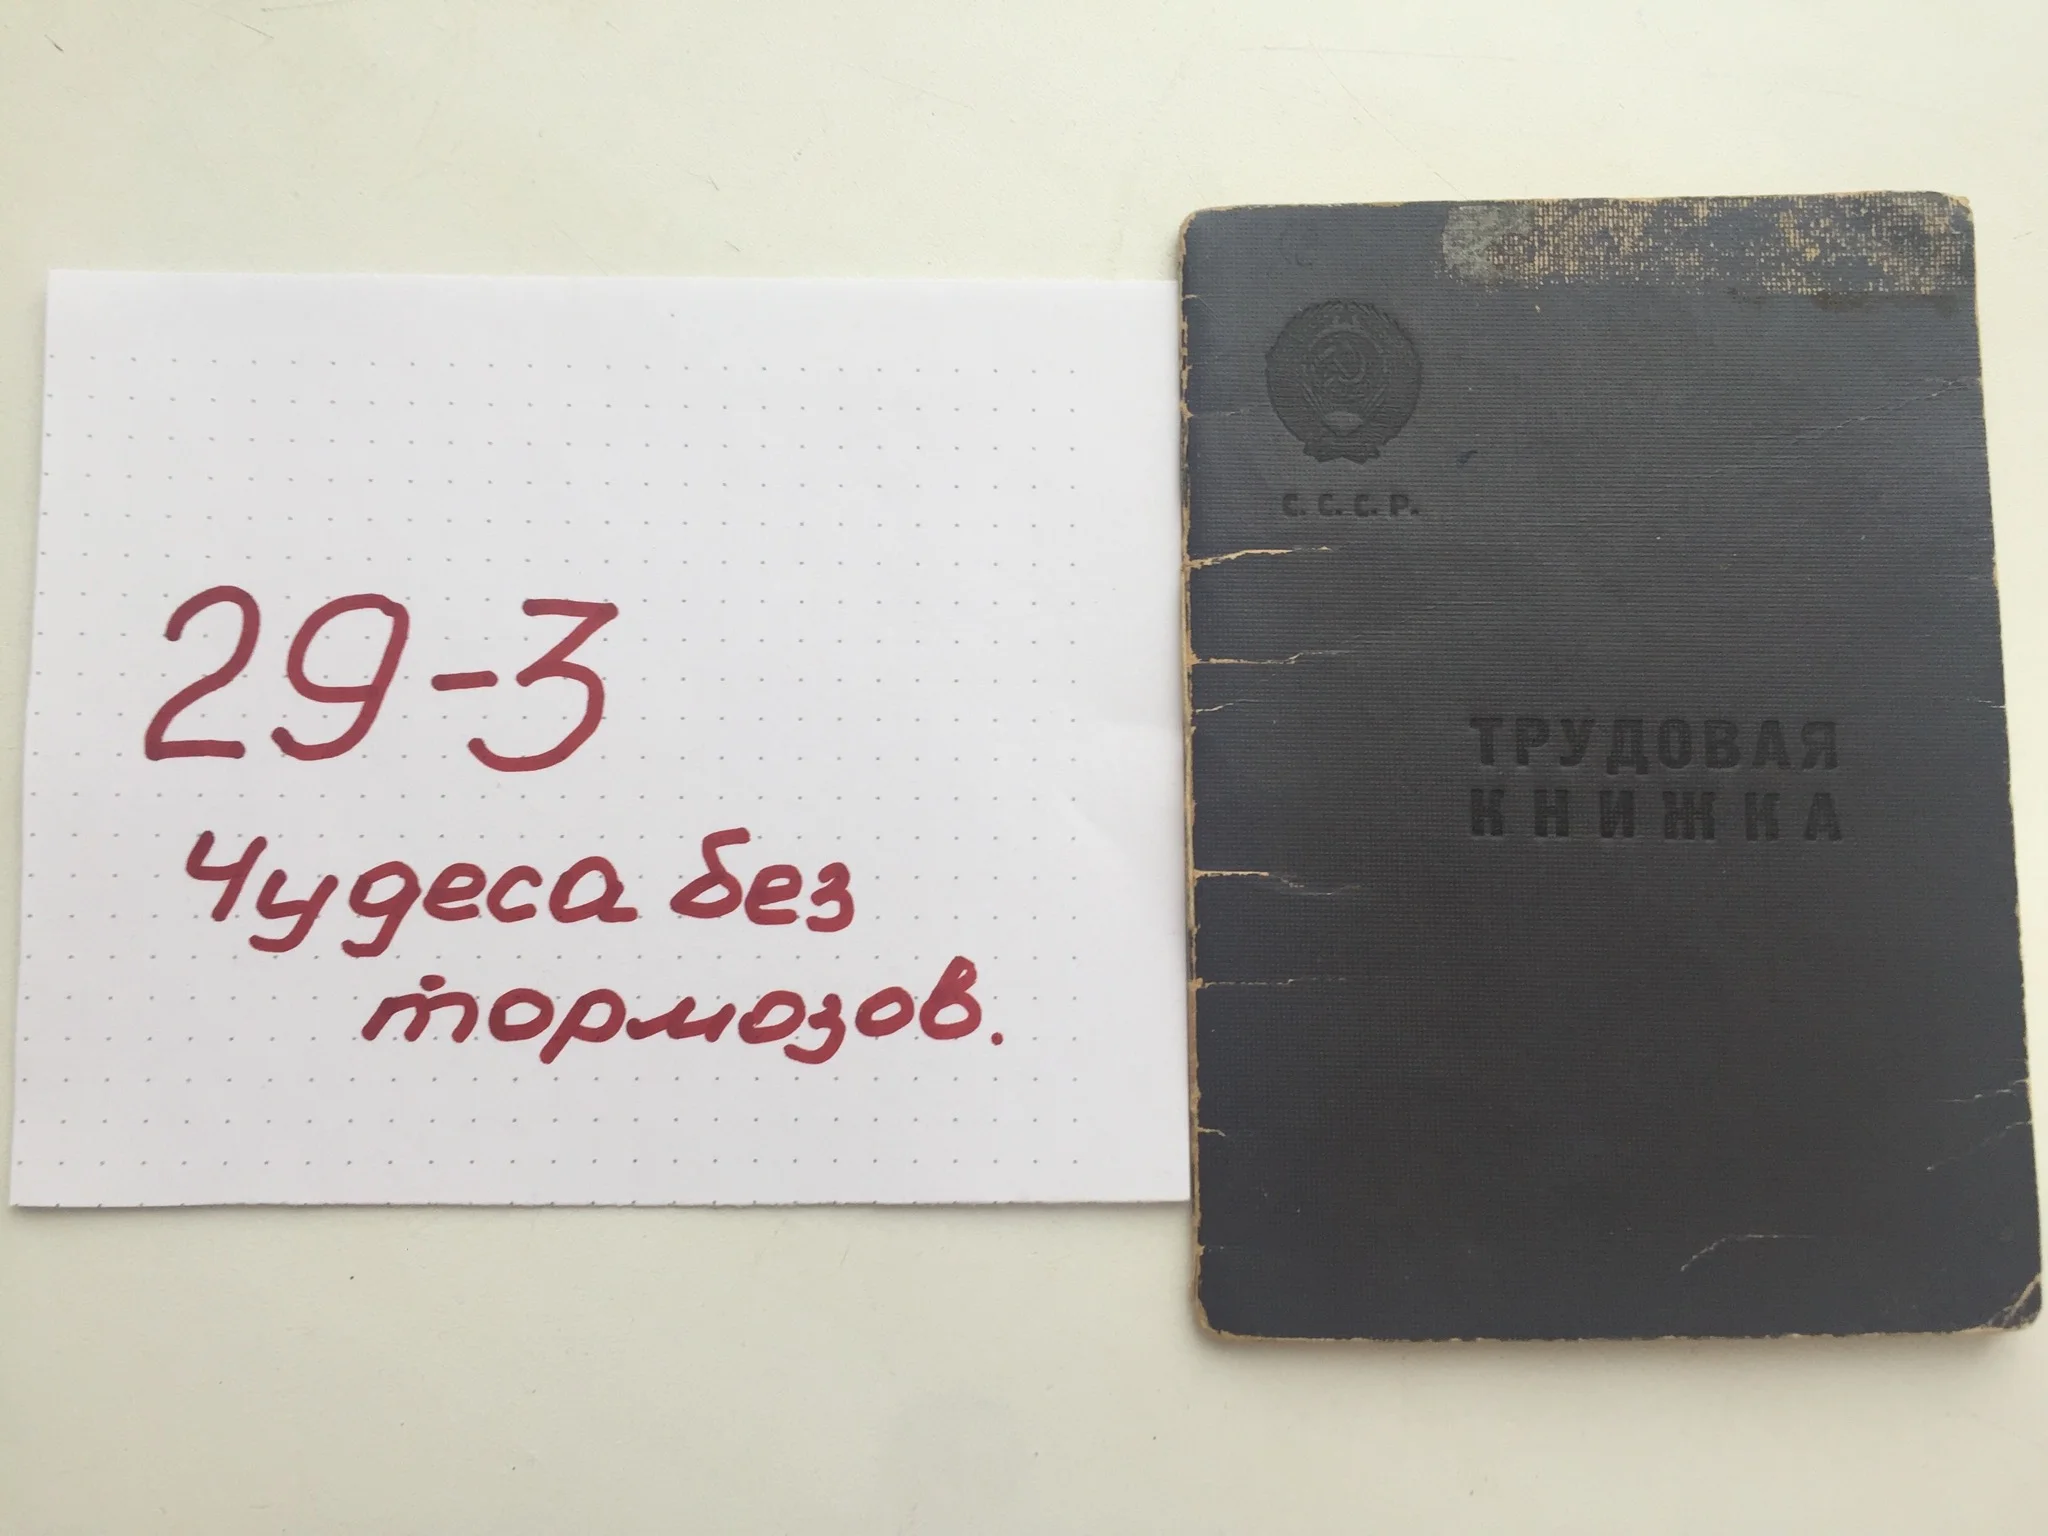 29-3
Чудеса без
тормозов.
С. С. С. Р.
ТРУДОВАЯ
КНИЖКА